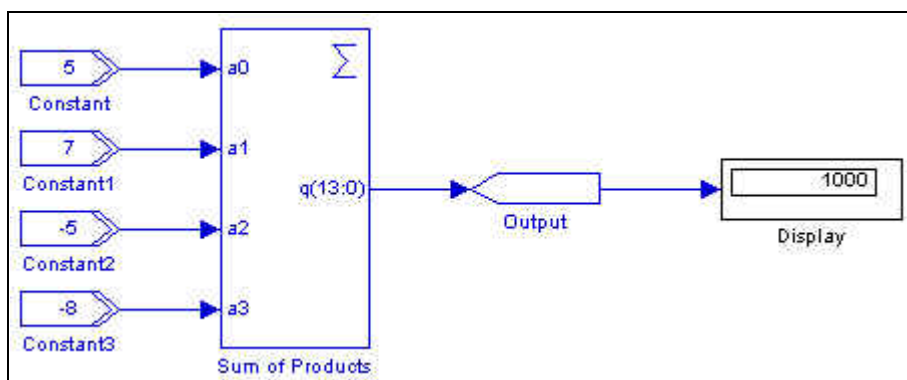 5
Constant
7
Constant1
-5
Constant2
-8
Constant3
a0
a1
a2
a3
Σ
q(13:0)
Sum of Products
Output
1000
Display